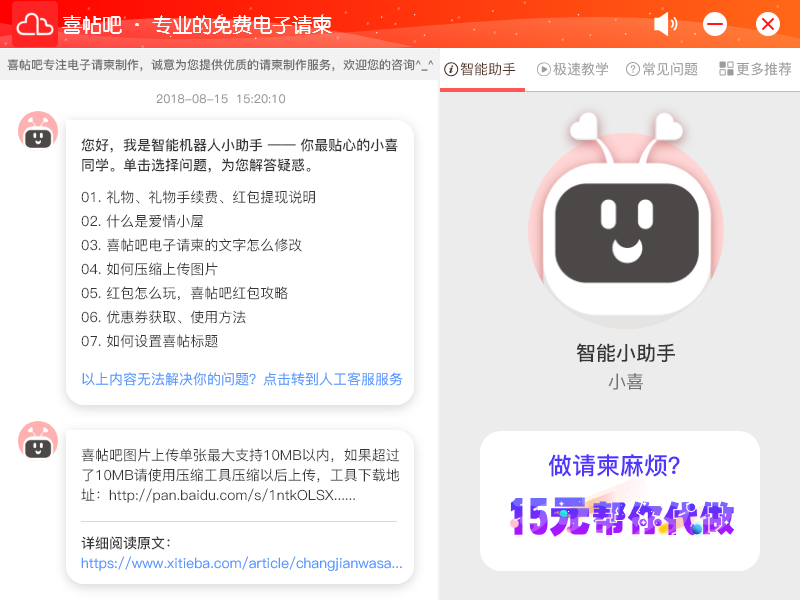 喜帖吧 · 专业的免费电子请柬
喜帖吧专注电子请柬制作，诚意为您提供优质的请柬制作服务，欢迎您的咨询^_^
智能助手
极速教学
常见问题
更多推荐
2018-08-15 15:20:10
您好，我是智能机器人小助手 —— 你最贴心的小喜
同学。单击选择问题，为您解答疑惑。
01. 礼物、礼物手续费、红包提现说明
02. 什么是爱情小屋
03. 喜帖吧电子请柬的文字怎么修改
04. 如何压缩上传图片
05. 红包怎么玩，喜帖吧红包攻略
06. 优惠券获取、使用方法
07. 如何设置喜帖标题
以上内容无法解决你的问题？点击转到人工客服服务
喜帖吧图片上传单张最大支持10MB以内，如果超过
了10MB请使用压缩工具压缩以后上传，工具下载地
址：http://pan.baidu.com/s/1ntkOLSX......
详细阅读原文：
https://www.xitieba.com/article/changjianwasa...
智能小助手
小喜
做请柬麻烦?
15元帮你代做